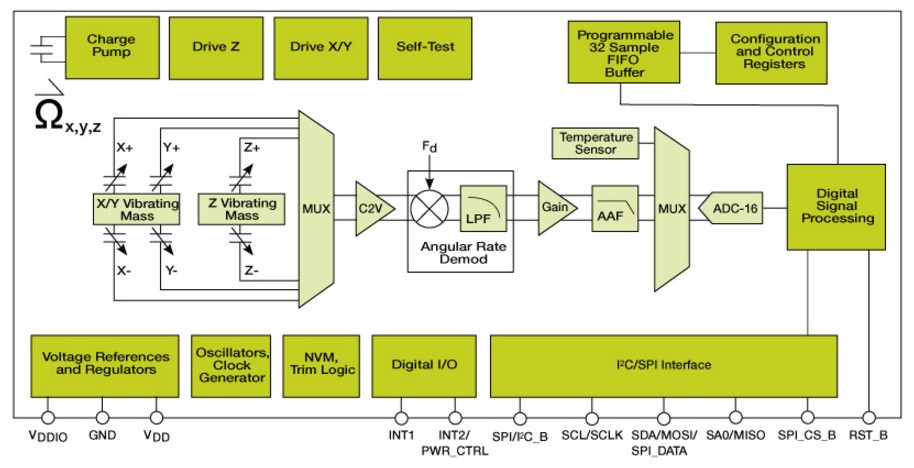 Charge
Pump
Drive Z
Drive X/Y
Self-Test
Programmable
32 Sample
FIFO
Buffer
Configuration
and Control
Registers
Ωx,y,z
X+
Y+
Z+
X/Y Vibrating
Mass
Z Vibrating
Mass
X-
Y-
Z-
MUX
C2V
Fd
LPF
Angular Rate
Demod
Gain
AAF
Temperature
Sensor
MUX
ADC-16
Digital
Signal
Processing
Voltage References
and Regulators
Oscillators,
Clock
Generator
NVM,
Trim Logic
Digital I/O
I²C/SPI Interface
VDDIO
GND
VDD
INT1
INT2/
PWR_CTRL
SPI/I²C_B
SCL/SCLK
SDA/MOSI/
SPI_DATA
SA0/MISO
SPI_CS_B
RST_B